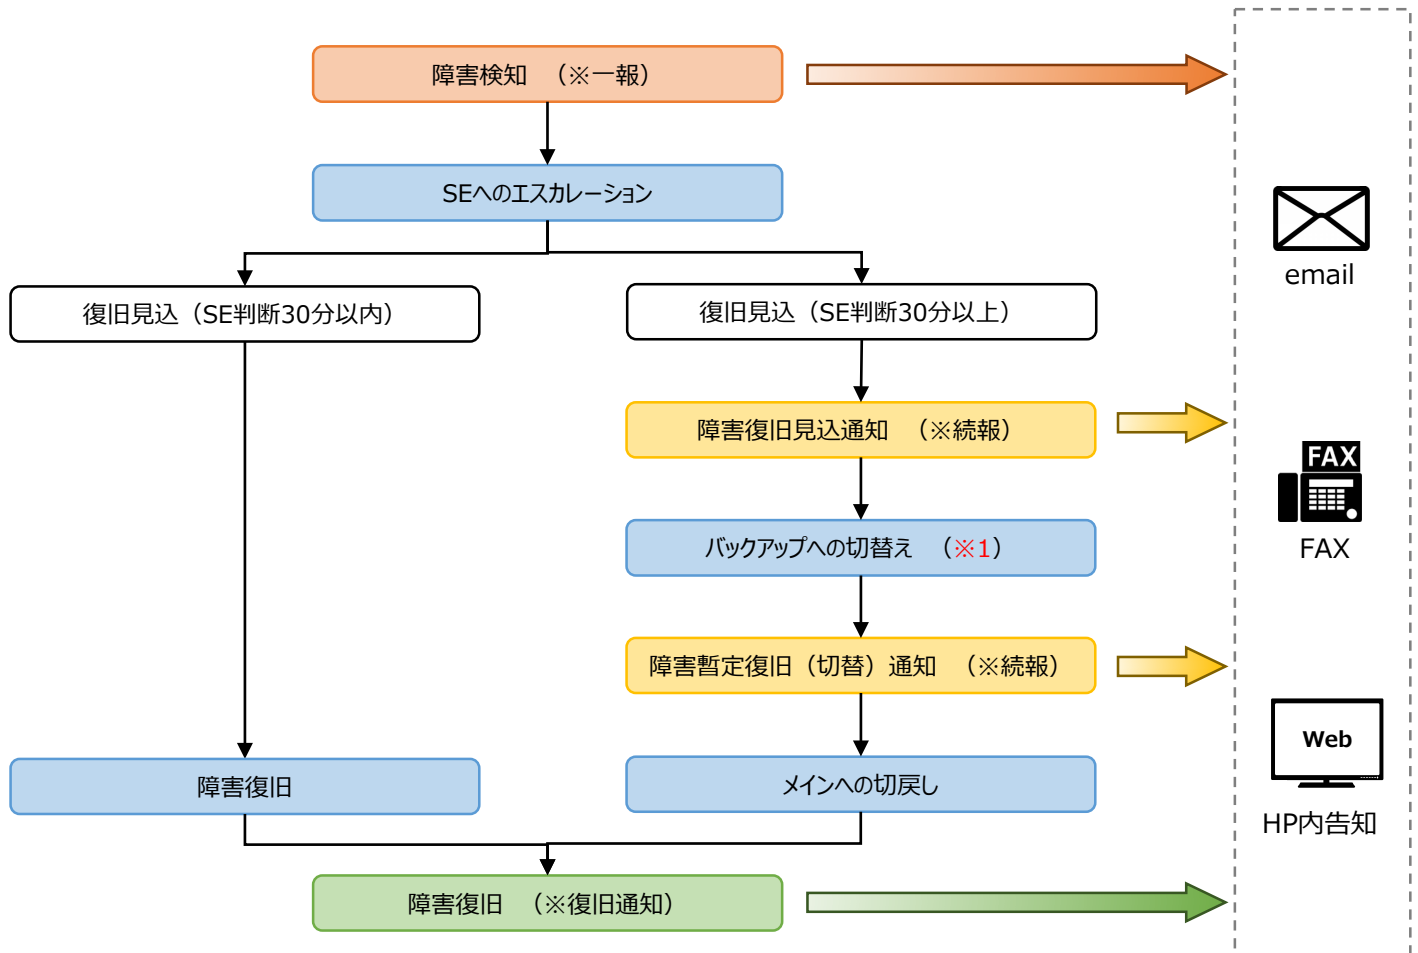 障害検知　（※一報）
SEへのエスカレーション
復旧見込（SE判断30分以内）
復旧見込（SE判断30分以上）
障害復旧見込通知　（※続報）
バックアップへの切替え　（※1）
障害暫定復旧（切替）通知　（※続報）
障害復旧
メインへの切戻し
障害復旧　（※復旧通知）
email
FAX
FAX
Web
HP内告知